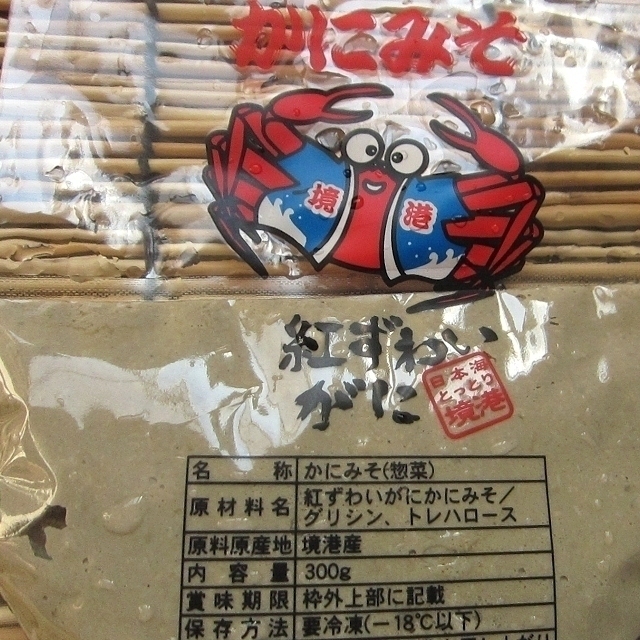 がにみそ
境 港
紅ずわい
がに
日本海
とっとり
境港
名称 かにみそ(惣菜)
原材料名 紅ずわいがにかにみそ／
グリシン、トレハロース
原料原産地 境港産
内容量 300g
賞味期限 枠外上部に記載
保存方法 要冷凍(-18℃以下)